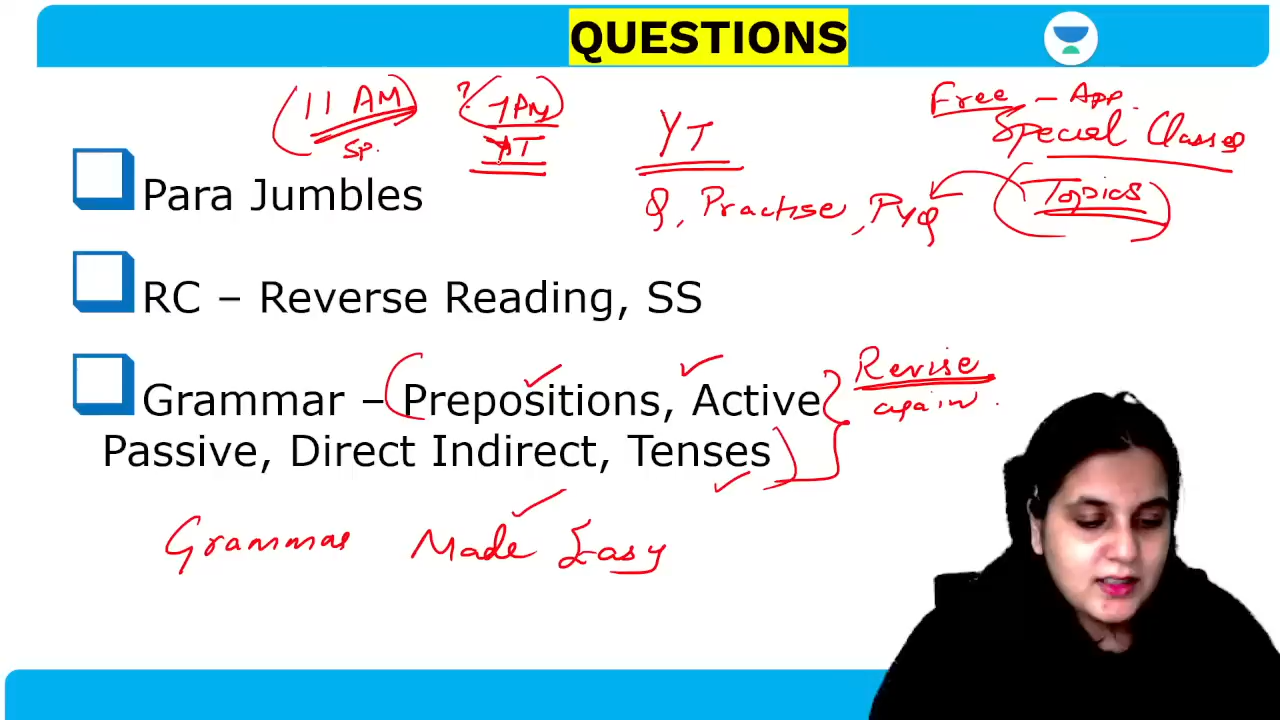 QUESTIONS
11 AM
SP.
? 7PM
YT
YT
Q, Practise, PYQ
Free - App.
Special Classes
Topics
Para Jumbles
RC – Reverse Reading, SS
Grammar – Prepositions, Active
Passive, Direct Indirect, Tenses
Revise
again.
Grammar Made Easy